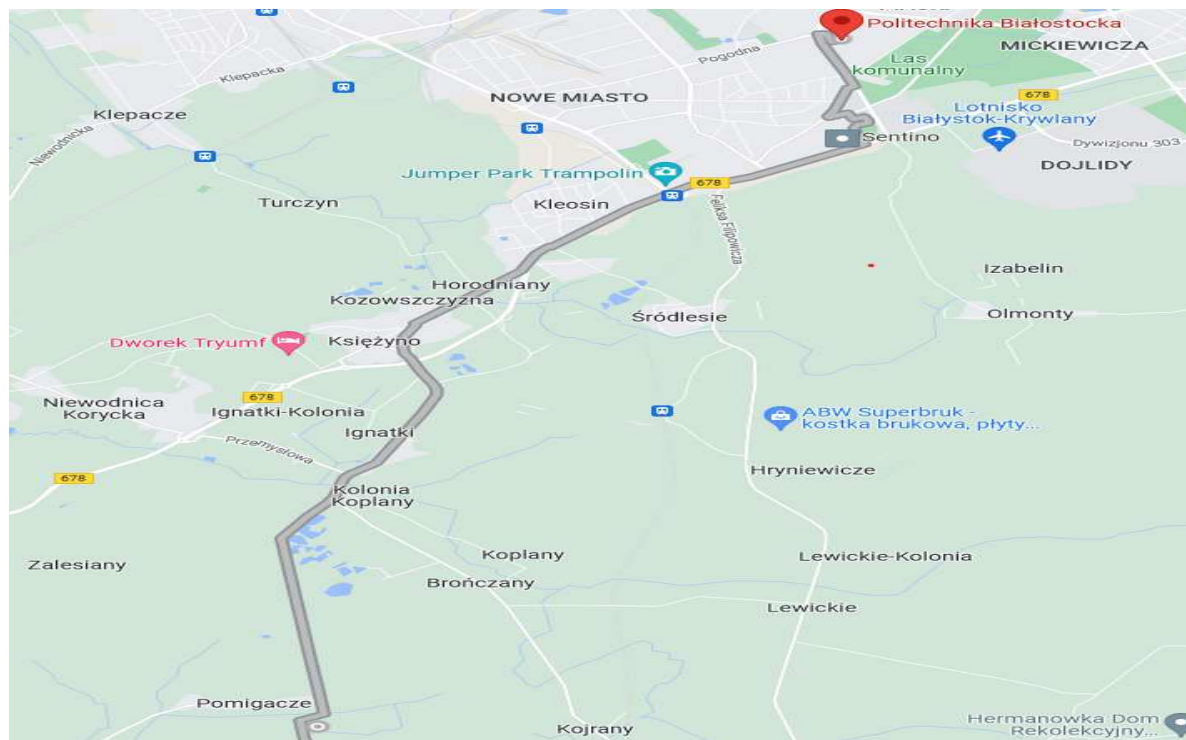 Politechnika Białostocka
MICKIEWICZA
Pogodna
Las
komunalny
Klepacka
NOWE MIASTO
678
Klepacze
Lotnisko
Białystok-Krywlany
Niewodnicka
Sentino
Dywizjonu 303
DOJLIDY
Jumper Park Trampolin
678
Turczyn
Kleosin
Feliksa Filipowicza
Izabelin
Horodniany
Kozowszczyzna
Śródlesie
Olmonty
Dworek Tryumf
Księżyno
678
Niewodnica
Korycka
Ignatki-Kolonia
ABW Superbruk -
kostka brukowa, płyty...
Ignatki
Przemysłowa
Hryniewicze
678
Kolonia
Koplany
Zalesiany
Koplany
Lewickie-Kolonia
Brończany
Lewickie
Pomigacze
Kojrany
Hermanowka Dom
Rekolekcyjny...